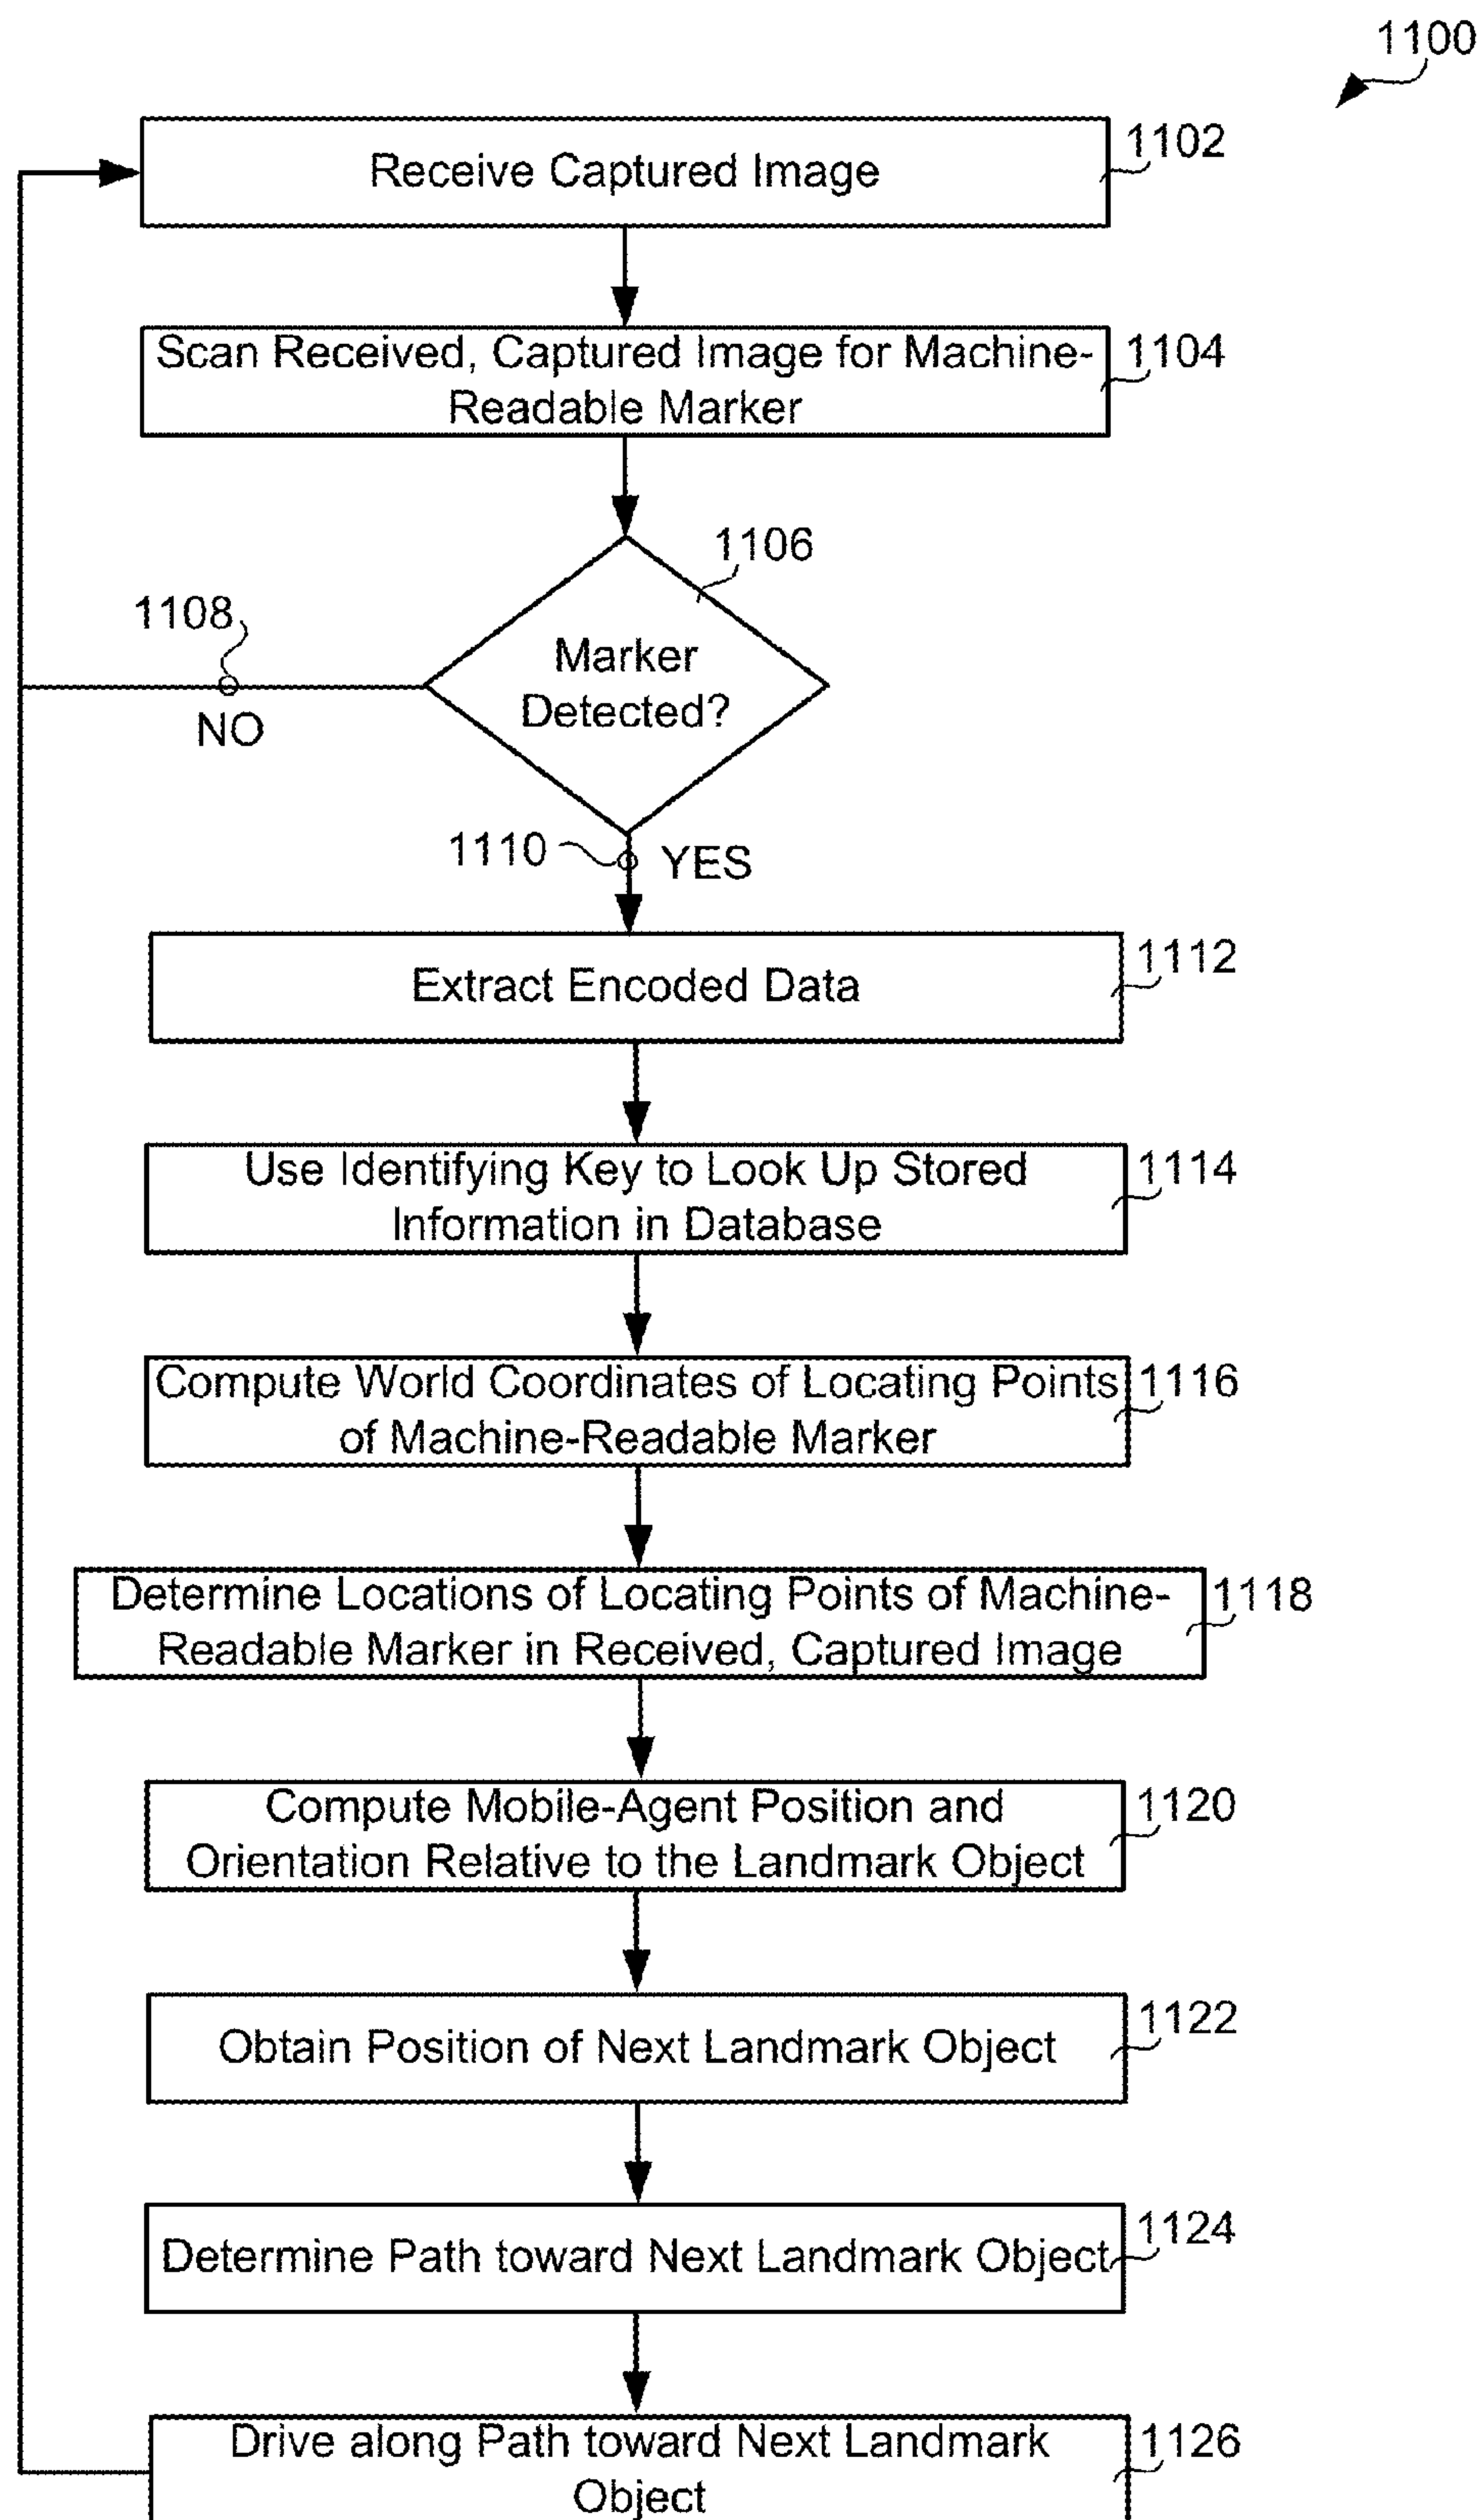 1100
Receive Captured Image
1102
Scan Received, Captured Image for Machine-
Readable Marker
1104
1106
Marker
Detected?
1108
NO
1110
YES
Extract Encoded Data
1112
Use Identifying Key to Look Up Stored
Information in Database
1114
Compute World Coordinates of Locating Points
of Machine-Readable Marker
1116
Determine Locations of Locating Points of Machine-
Readable Marker in Received, Captured Image
1118
Compute Mobile-Agent Position and
Orientation Relative to the Landmark Object
1120
Obtain Position of Next Landmark Object
1122
Determine Path toward Next Landmark Object
1124
Drive along Path toward Next Landmark
Object
1126